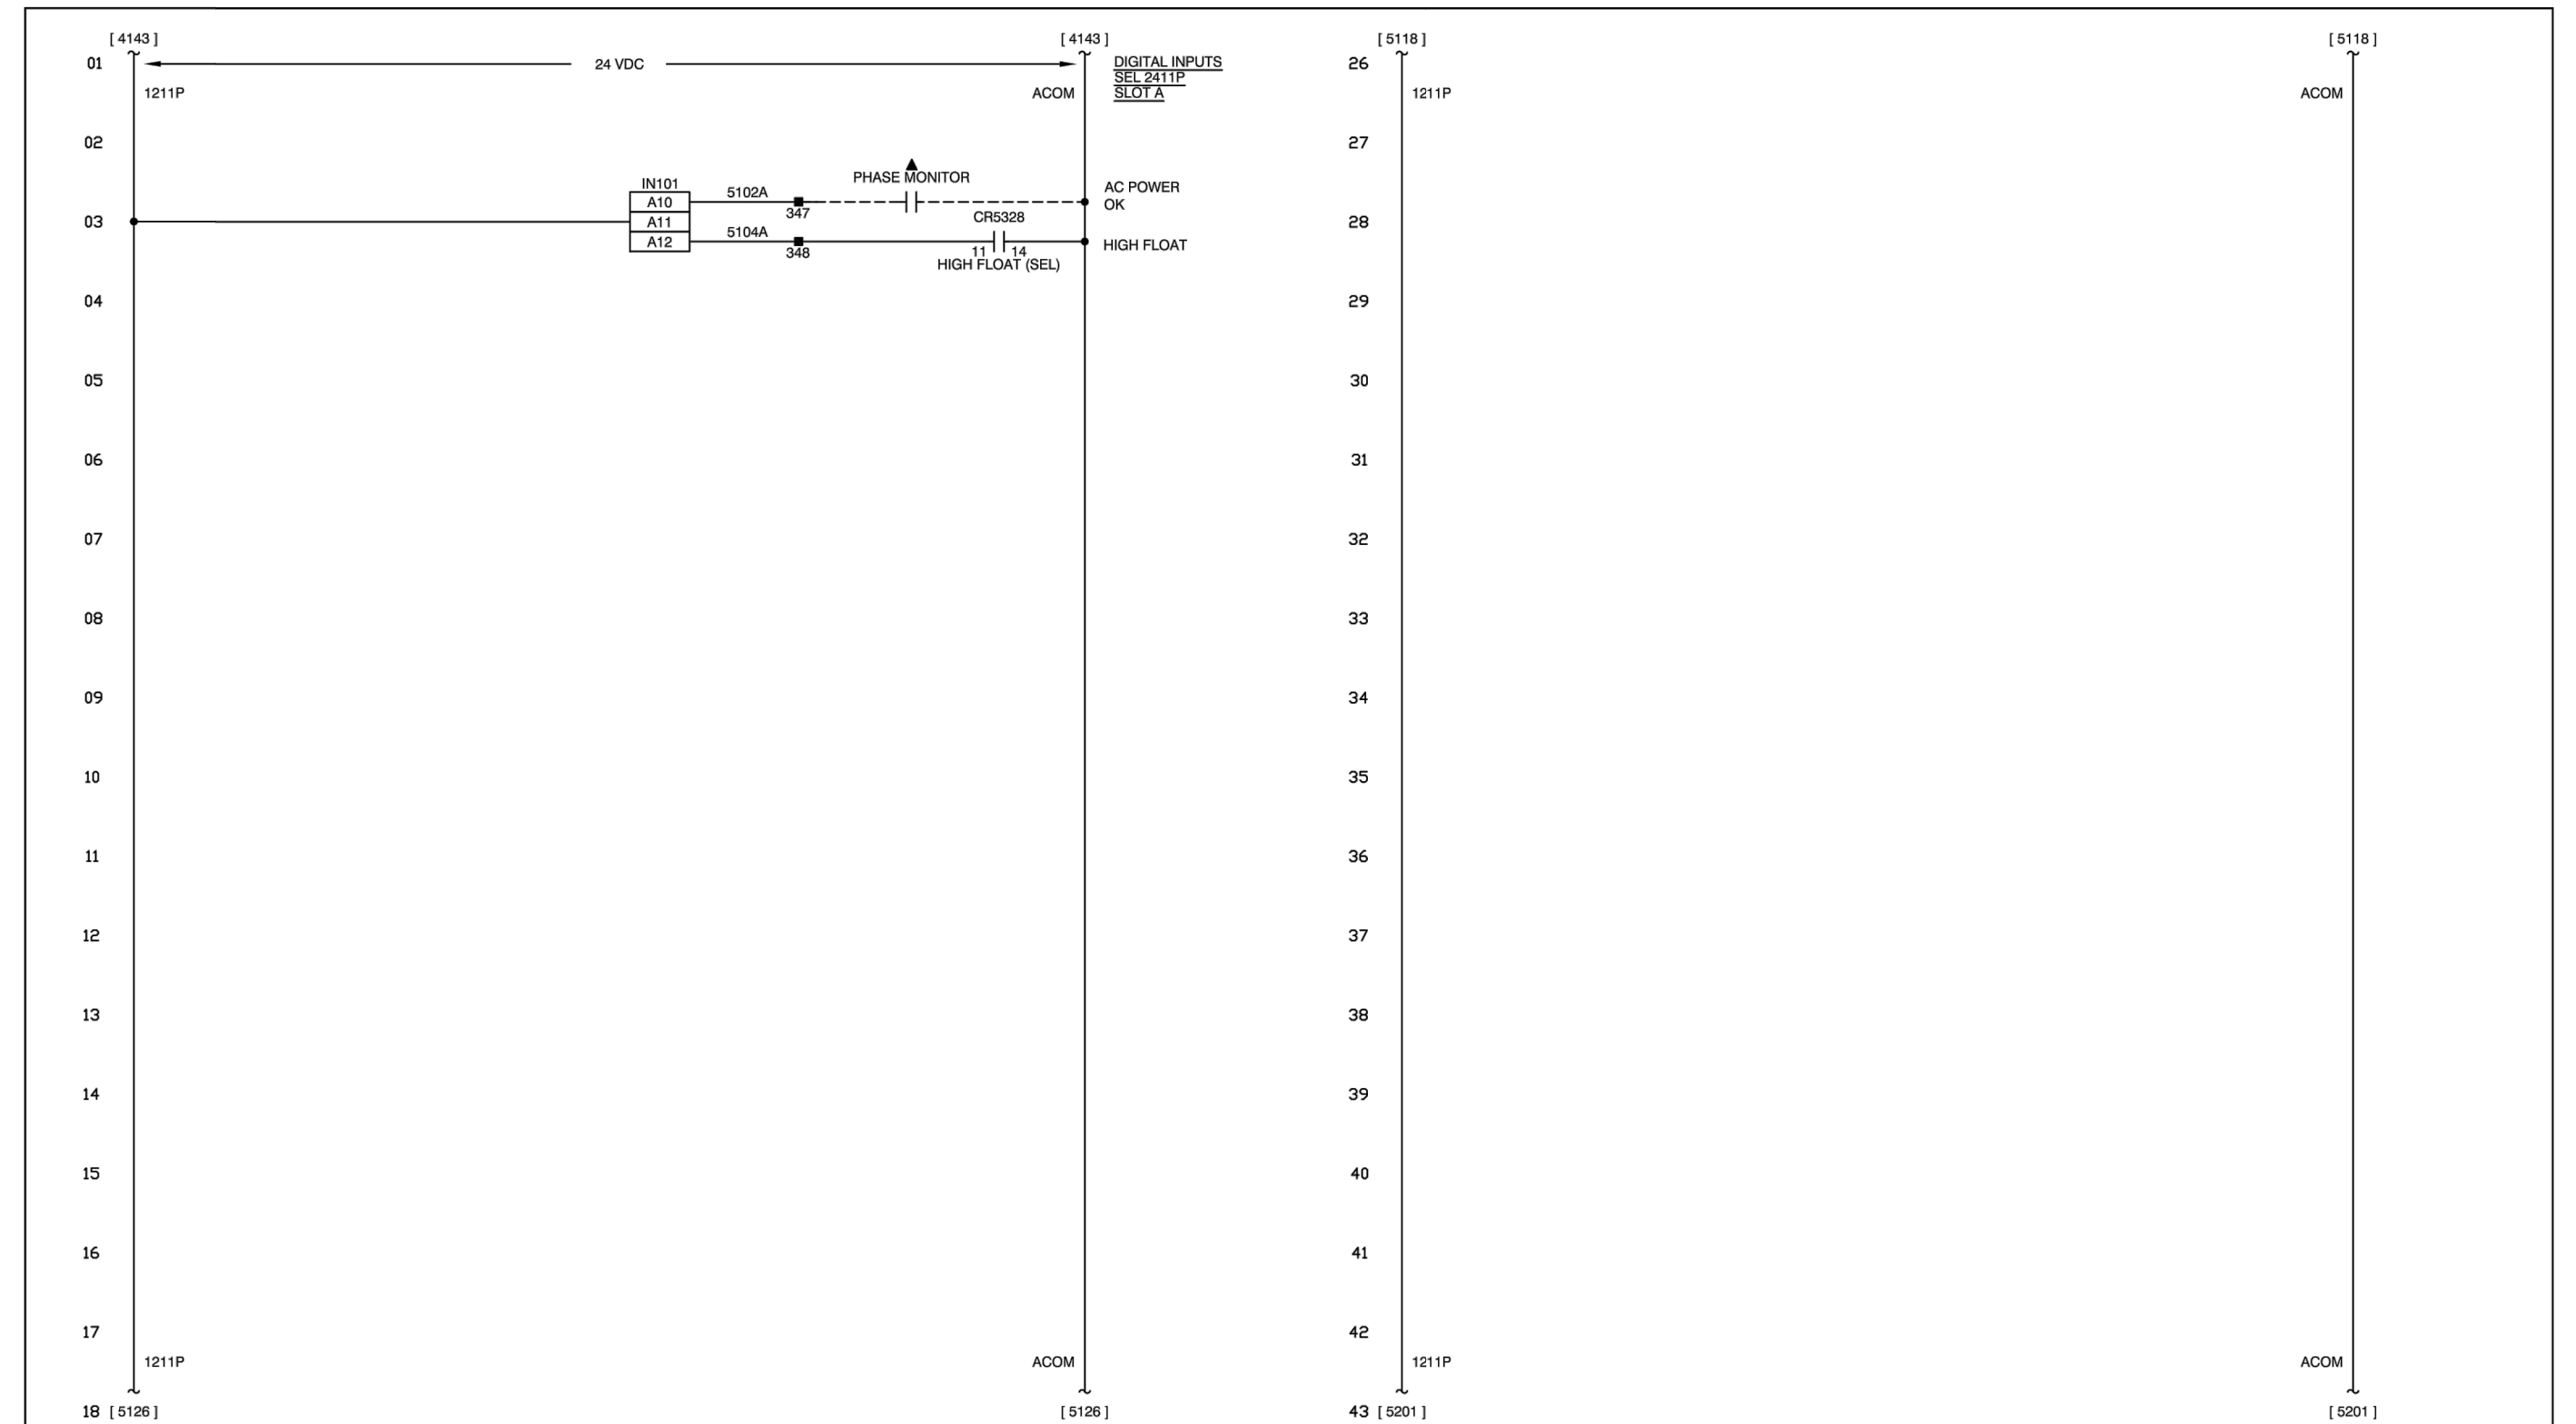 [ 4143 ]
[ 4143 ]
01
24 VDC
DIGITAL INPUTS
SEL 2411P
SLOT A
1211P
ACOM
02
PHASE MONITOR
IN101
5102A
A10
347
AC POWER
OK
03
A11
CR5328
5104A
A12
348
11
14
HIGH FLOAT
HIGH FLOAT (SEL)
04
05
06
07
08
09
10
11
12
13
14
15
16
17
1211P
ACOM
18 [ 5126 ]
[ 5126 ]
[ 5118 ]
[ 5118 ]
26
1211P
ACOM
27
28
29
30
31
32
33
34
35
36
37
38
39
40
41
42
1211P
ACOM
43 [ 5201 ]
[ 5201 ]